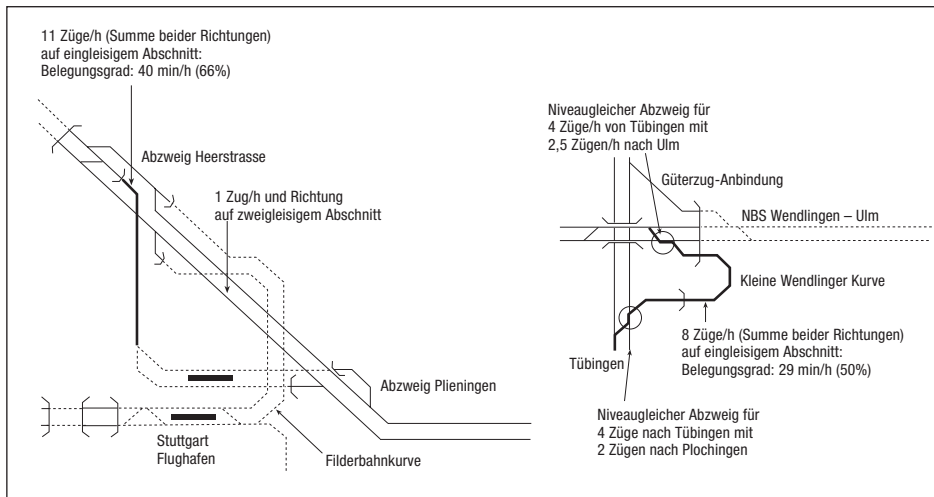 11 Züge/h (Summe beider Richtungen)
auf eingleisigem Abschnitt:
Belegungsgrad: 40 min/h (66%)
Abzweig Heerstrasse
1 Zug/h und Richtung
auf zweigleisigem Abschnitt
Abzweig Plieningen
Stuttgart
Flughafen
Filderbahnkurve
Niveaugleicher Abzweig für
4 Züge/h von Tübingen mit
2,5 Zügen/h nach Ulm
Güterzug-Anbindung
NBS Wendlingen – Ulm
Kleine Wendlinger Kurve
8 Züge/h (Summe beider Richtungen)
auf eingleisigem Abschnitt:
Belegungsgrad: 29 min/h (50%)
Tübingen
Niveaugleicher Abzweig für
4 Züge nach Tübingen mit
2 Zügen nach Plochingen